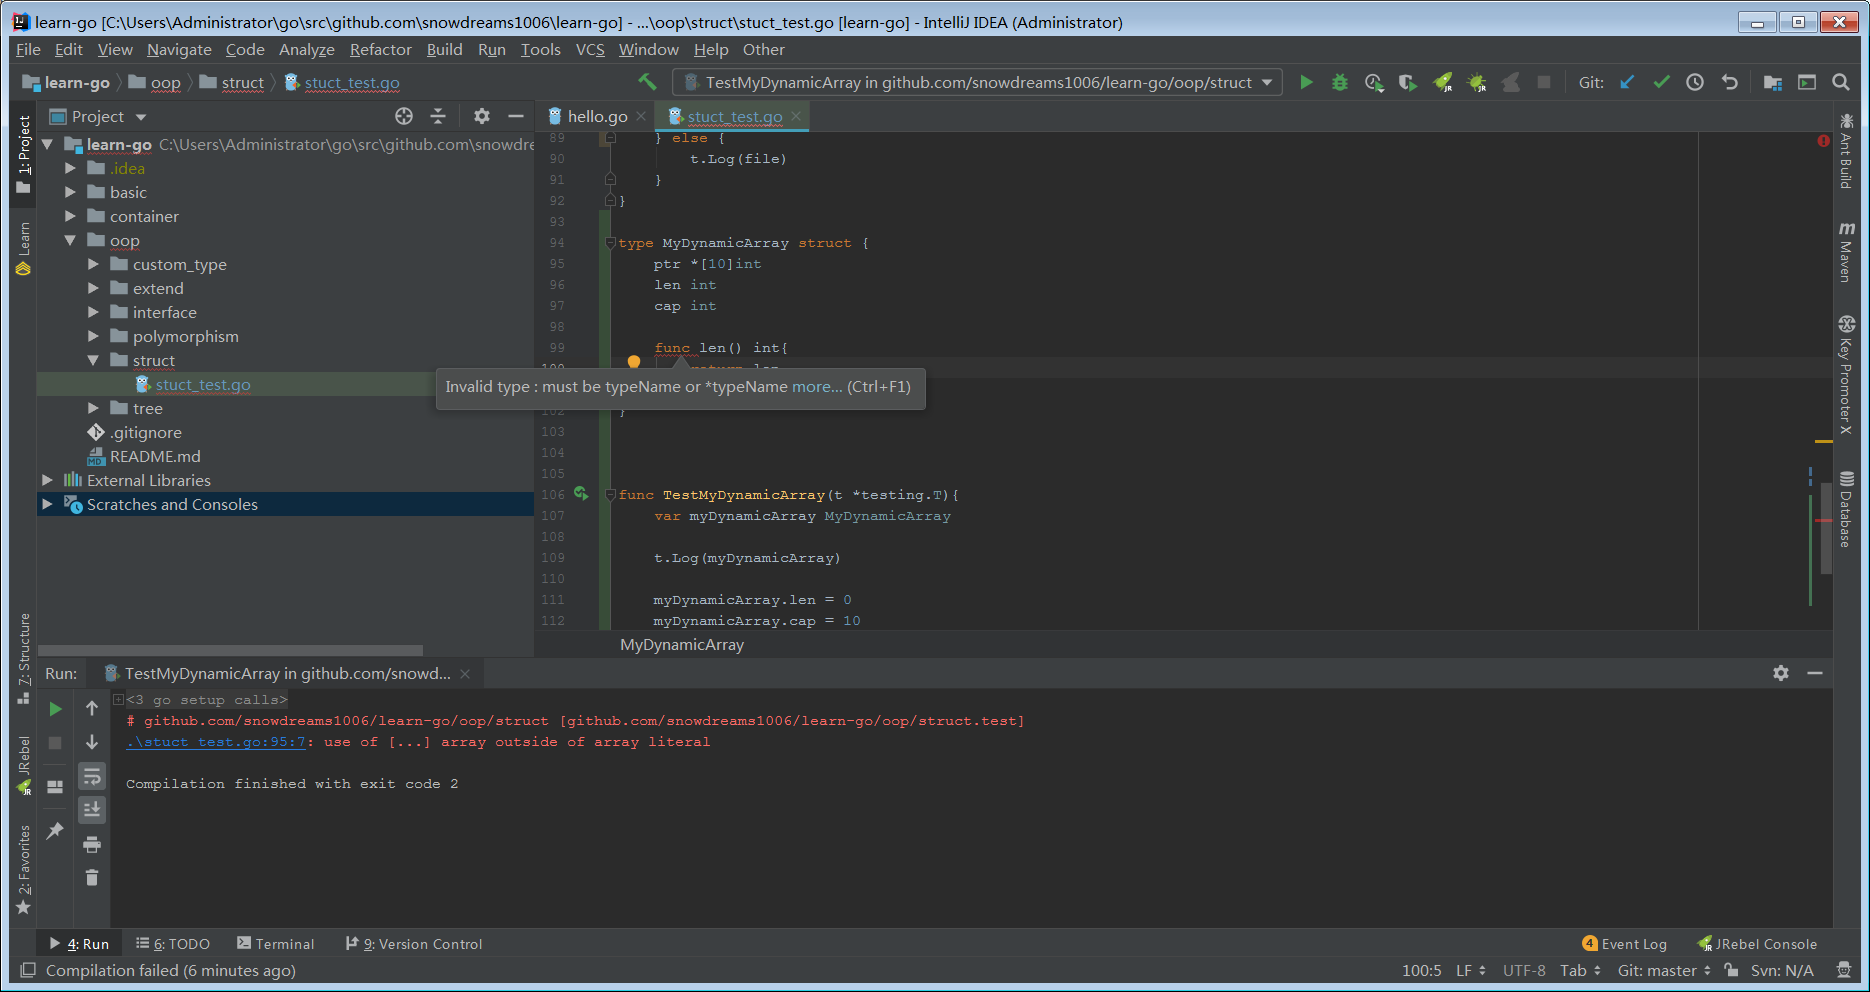 learn-go [C:\Users\Administrator\go\src\github.com\snowdreams1006\learn-go] - ...\oop\struct\stuct_test.go [learn-go] - IntelliJ IDEA (Administrator)
File Edit View Navigate Code Analyze Refactor Build Run Tools VCS Window Help Other
learn-go oop struct stuct_test.go TestMyDynamicArray in github.com/snowdreams1006/learn-go/oop/struct Git:
Project
hello.go stuct_test.go
1: Project
Learn
Z: Structure
JRebel
2: Favorites
learn-go C:\Users\Administrator\go\src\github.com\snowdre
.idea
basic
container
oop
custom_type
extend
interface
polymorphism
struct
stuct_test.go
tree
.gitignore
README.md
External Libraries
Scratches and Consoles
89 } else {
90 t.Log(file)
91 }
92 }
93
94 type MyDynamicArray struct {
95 ptr *[10]int
96 len int
97 cap int
98
99 func len() int{
Invalid type : must be typeName or *typeName more... (Ctrl+F1)
102 }
103
104
105
106 func TestMyDynamicArray(t *testing.T){
107 var myDynamicArray MyDynamicArray
108
109 t.Log(myDynamicArray)
110
111 myDynamicArray.len = 0
112 myDynamicArray.cap = 10
MyDynamicArray
Ant Build
Maven
Key Promoter X
Database
Run: TestMyDynamicArray in github.com/snowd...
<3 go setup calls>
# github.com/snowdreams1006/learn-go/oop/struct [github.com/snowdreams1006/learn-go/oop/struct.test]
.\stuct_test.go:95:7: use of [...] array outside of array literal
Compilation finished with exit code 2
4: Run 6: TODO Terminal 9: Version Control 4 Event Log JRebel Console
Compilation failed (6 minutes ago) 100:5 LF UTF-8 Tab Git: master Svn: N/A